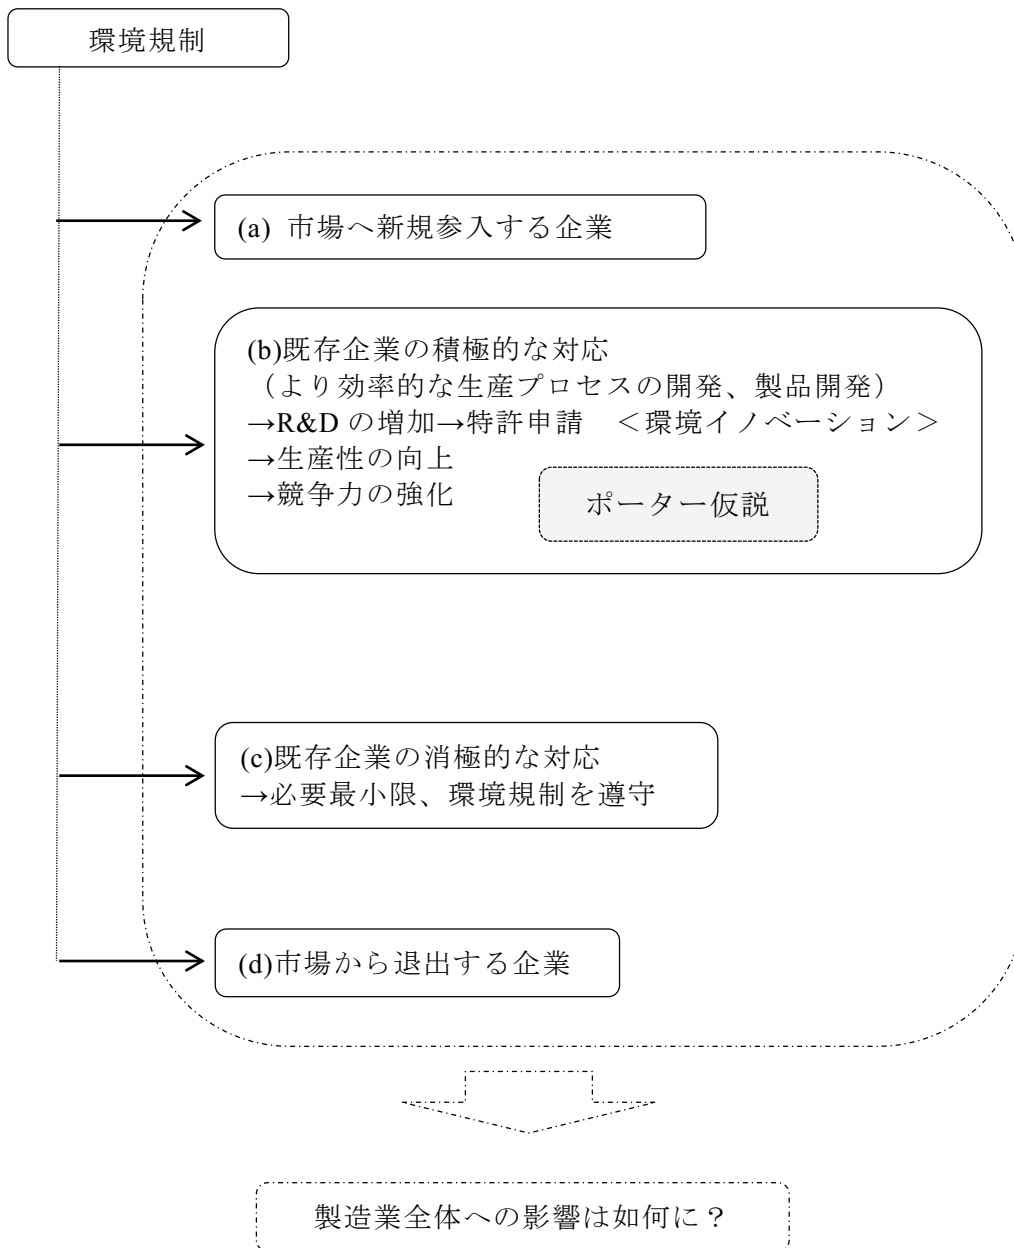 環境規制
(a) 市場へ新規参入する企業
(b)既存企業の積極的な対応
（より効率的な生産プロセスの開発、製品開発）
→R&D の増加→特許申請　＜環境イノベーション＞
→生産性の向上
→競争力の強化
ポーター仮説
(c)既存企業の消極的な対応
→必要最小限、環境規制を遵守
(d)市場から退出する企業
製造業全体への影響は如何に？